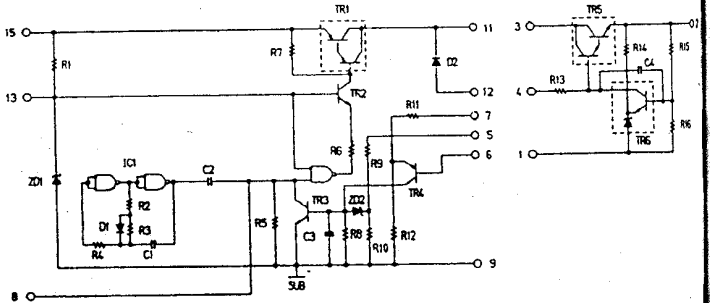 TR1
TR5
15
R7
11
3
02
R14
R15
R1
D2
C4
12
4
R13
13
TR2
R11
7
R16
R6
5
TR6
IC1
R9
6
1
ZD1
C2
TR4
R2
TR3
ZD2
D1
R3
R5
C3
R8
R10
R12
R4
C1
9
SUB
8